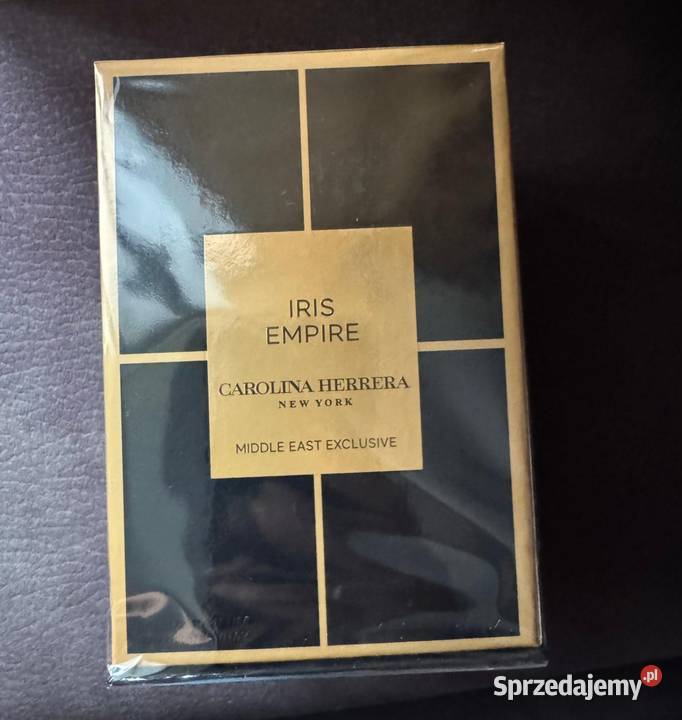 IRIS
EMPIRE
CAROLINA HERRERA
NEW YORK
MIDDLE EAST EXCLUSIVE
Sprzedajemy.pl